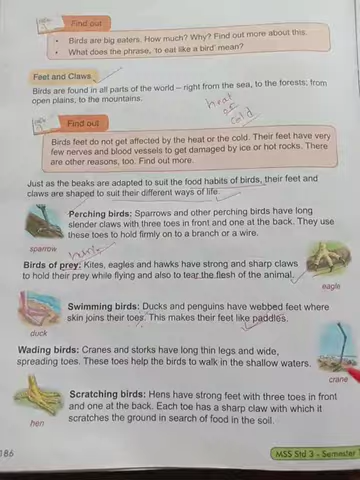 Find out
• Birds are big eaters. How much? Why? Find out more about this.
• What does the phrase, 'to eat like a bird' mean?
Feet and Claws
Birds are found in all parts of the world – right from the sea, to the forests; from
open plains, to the mountains.
heat
or
cold
Find out
Birds feet do not get affected by the heat or the cold. Their feet have very
few nerves and blood vessels to get damaged by ice or hot rocks. There
are other reasons, too. Find out more.
Just as the beaks are adapted to suit the food habits of birds, their feet and
claws are shaped to suit their different ways of life.
Perching birds: Sparrows and other perching birds have long
slender claws with three toes in front and one at the back. They use
these toes to hold firmly on to a branch or a wire.
sparrow
Birds of prey: Kites, eagles and hawks have strong and sharp claws
to hold their prey while flying and also to tear the flesh of the animal.
eagle
Swimming birds: Ducks and penguins have webbed feet where
skin joins their toes. This makes their feet like paddles.
duck
Wading birds: Cranes and storks have long thin legs and wide,
spreading toes. These toes help the birds to walk in the shallow waters.
crane
Scratching birds: Hens have strong feet with three toes in front
and one at the back. Each toe has a sharp claw with which it
scratches the ground in search of food in the soil.
hen
186
MSS Std 3 - Semester